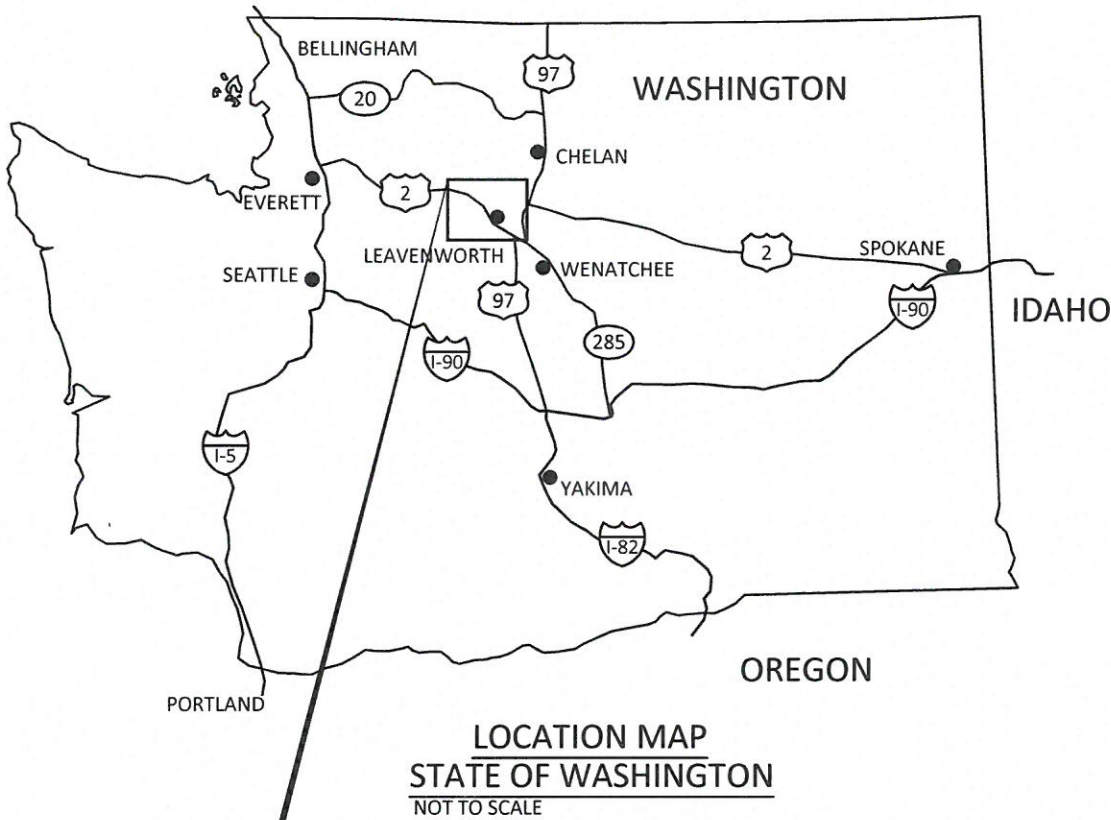 BELLINGHAM
97
WASHINGTON
20
CHELAN
EVERETT
2
LEAVENWORTH
2
SPOKANE
SEATTLE
WENATCHEE
97
I-90
IDAHO
285
I-90
I-5
YAKIMA
I-82
OREGON
PORTLAND
LOCATION MAP
STATE OF WASHINGTON
NOT TO SCALE